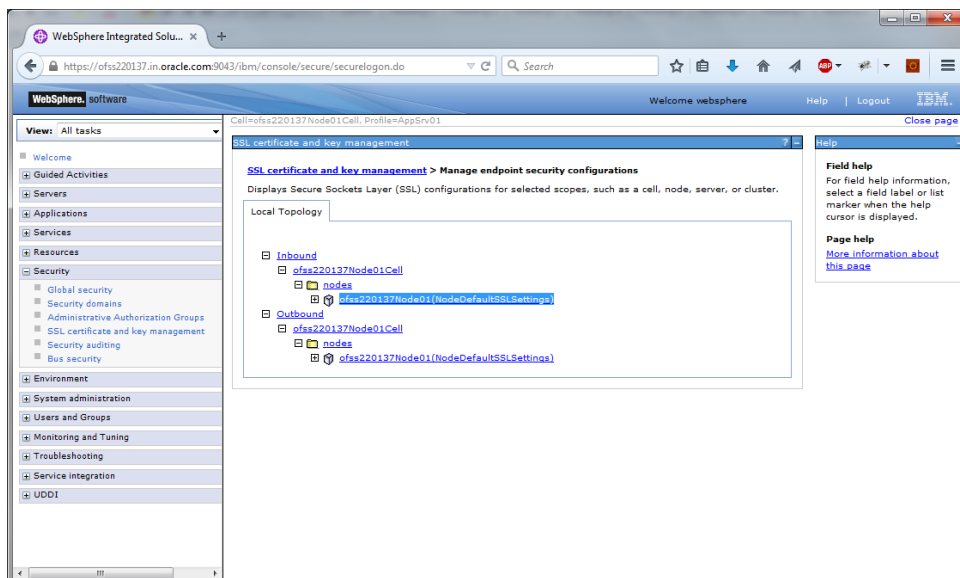 WebSphere Integrated Solu... ×
https://ofss220137.in.oracle.com:9043/ibm/console/secure/securelogon.do
Search
ABP
WebSphere. software
Welcome websphere
Help | Logout
IBM.
View: All tasks
Cell=ofss220137Node01Cell, Profile=AppSrv01
Close page
Welcome
Guided Activities
Servers
Applications
Services
Resources
Security
Global security
Security domains
Administrative Authorization Groups
SSL certificate and key management
Security auditing
Bus security
Environment
System administration
Users and Groups
Monitoring and Tuning
Troubleshooting
Service integration
UDDI
SSL certificate and key management
? –
SSL certificate and key management > Manage endpoint security configurations
Displays Secure Sockets Layer (SSL) configurations for selected scopes, such as a cell, node, server, or cluster.
Local Topology
Inbound
ofss220137Node01Cell
nodes
ofss220137Node01(NodeDefaultSSLSettings)
Outbound
ofss220137Node01Cell
nodes
ofss220137Node01(NodeDefaultSSLSettings)
Help
Field help
For field help information,
select a field label or list
marker when the help
cursor is displayed.
Page help
More information about
this page